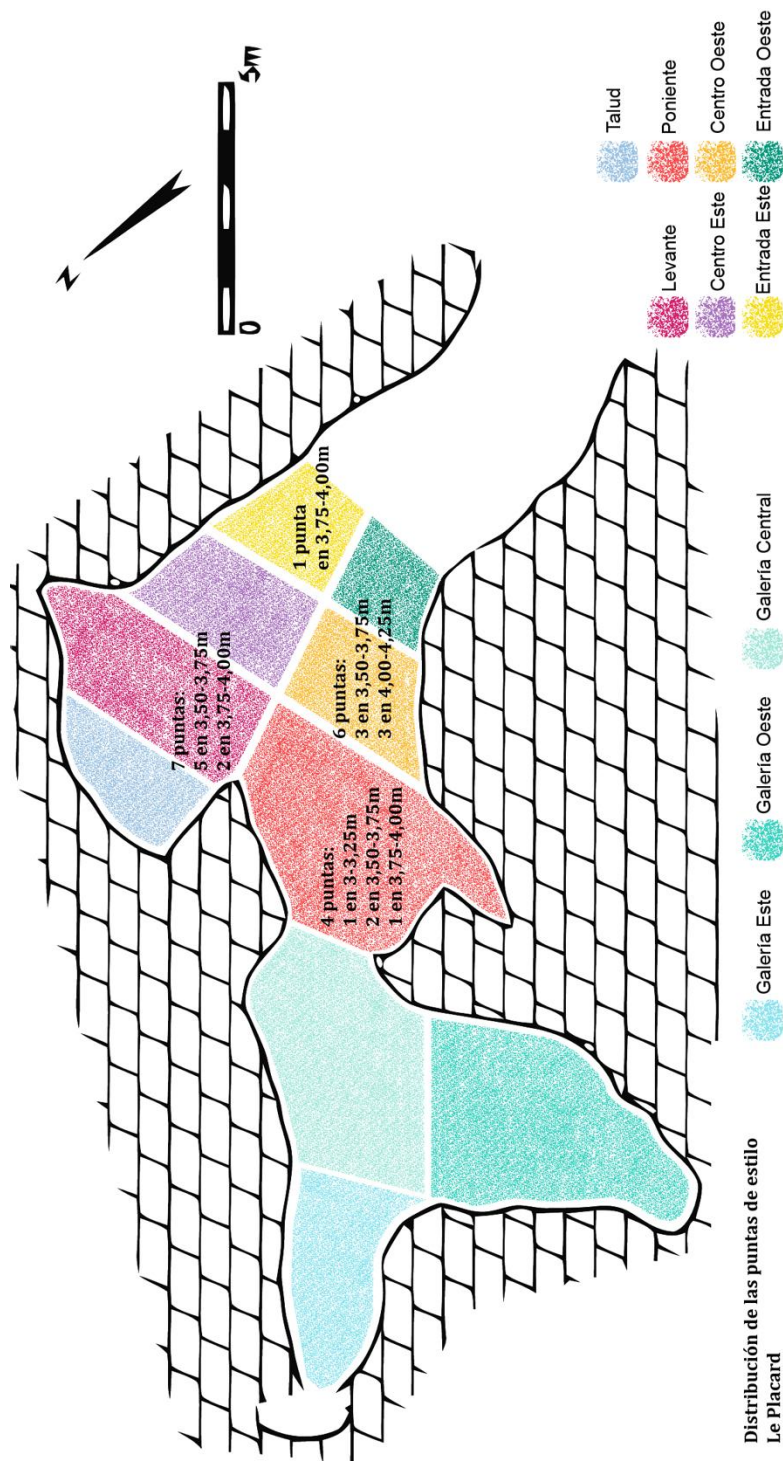 N
0
5m
7 puntas:
5 en 3,50-3,75m
2 en 3,75-4,00m
1 punta
en 3,75-4,00m
6 puntas:
3 en 3,50-3,75m
3 en 4,00-4,25m
4 puntas:
1 en 3-3,25m
2 en 3,50-3,75m
1 en 3,75-4,00m
Distribución de las puntas de estilo
Le Placard
Galería Este
Galería Oeste
Galería Central
Levante
Centro Este
Entrada Este
Talud
Poniente
Centro Oeste
Entrada Oeste